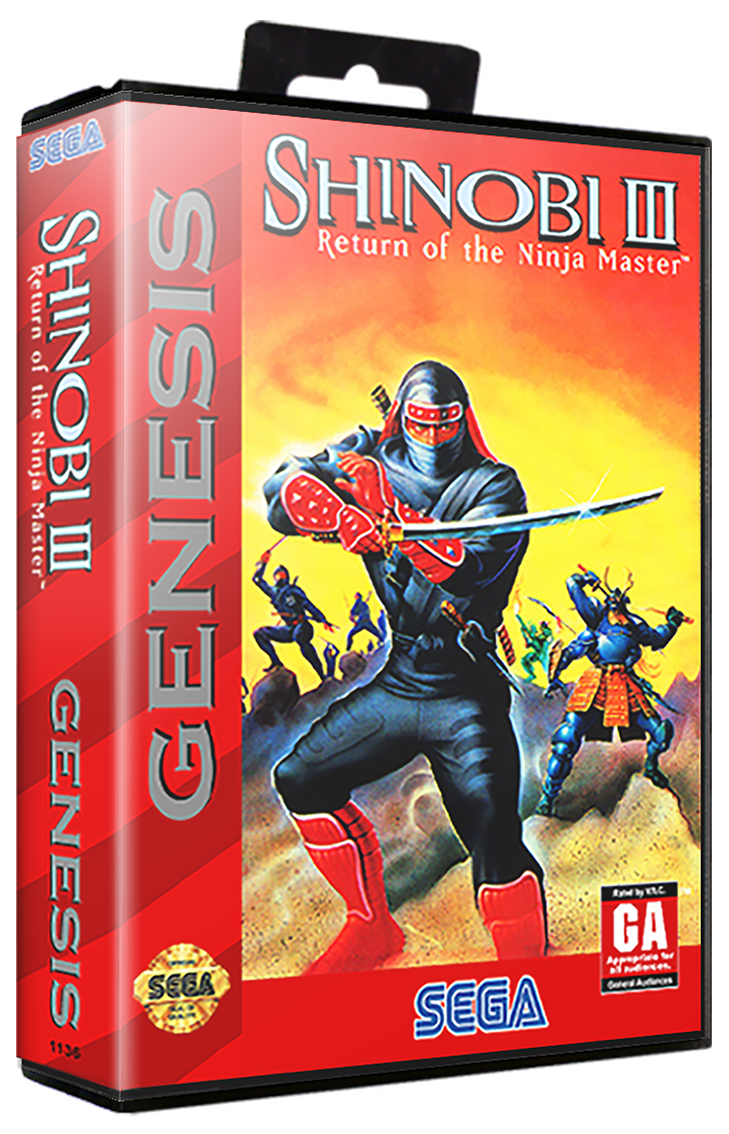 SEGA
SHINOBI III
Return of the Ninja Master™
GENESIS
1136
GENESIS
SEGA
SHINOBI III
Return of the Ninja Master™
Rated by V.R.C.
GA
Appropriate for
all audiences.
General Audiences
SEGA